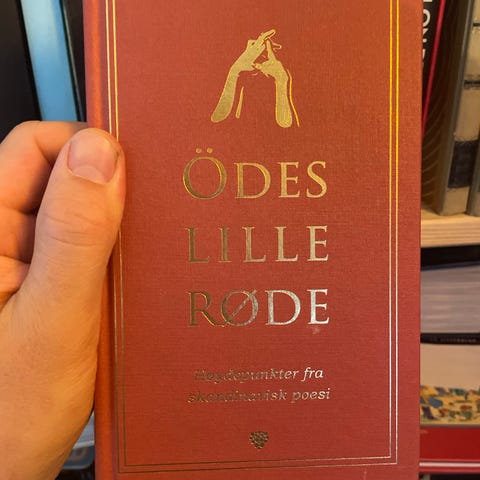 ÖDES
LILLE
RØDE
Høydepunkter fra
skandinavisk poesi